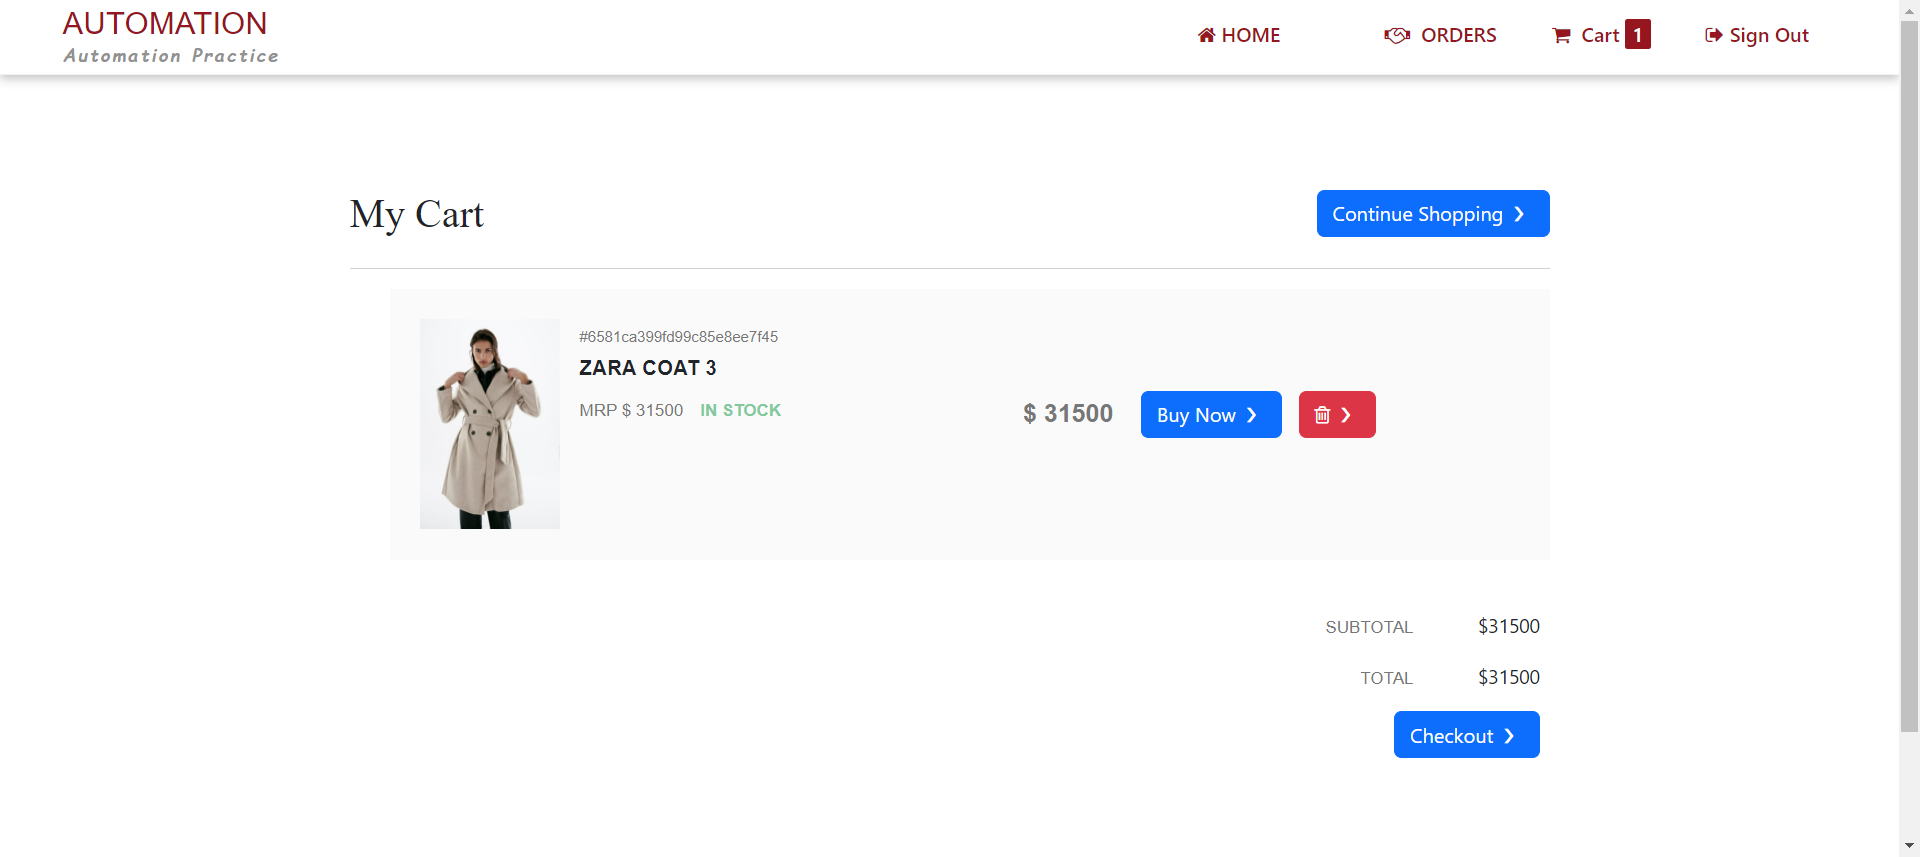 AUTOMATION
Automation Practice
HOME
ORDERS
Cart 1
Sign Out
My Cart
Continue Shopping
#6581ca399fd99c85e8ee7f45
ZARA COAT 3
MRP $ 31500 IN STOCK
$ 31500
Buy Now
SUBTOTAL $31500
TOTAL $31500
Checkout